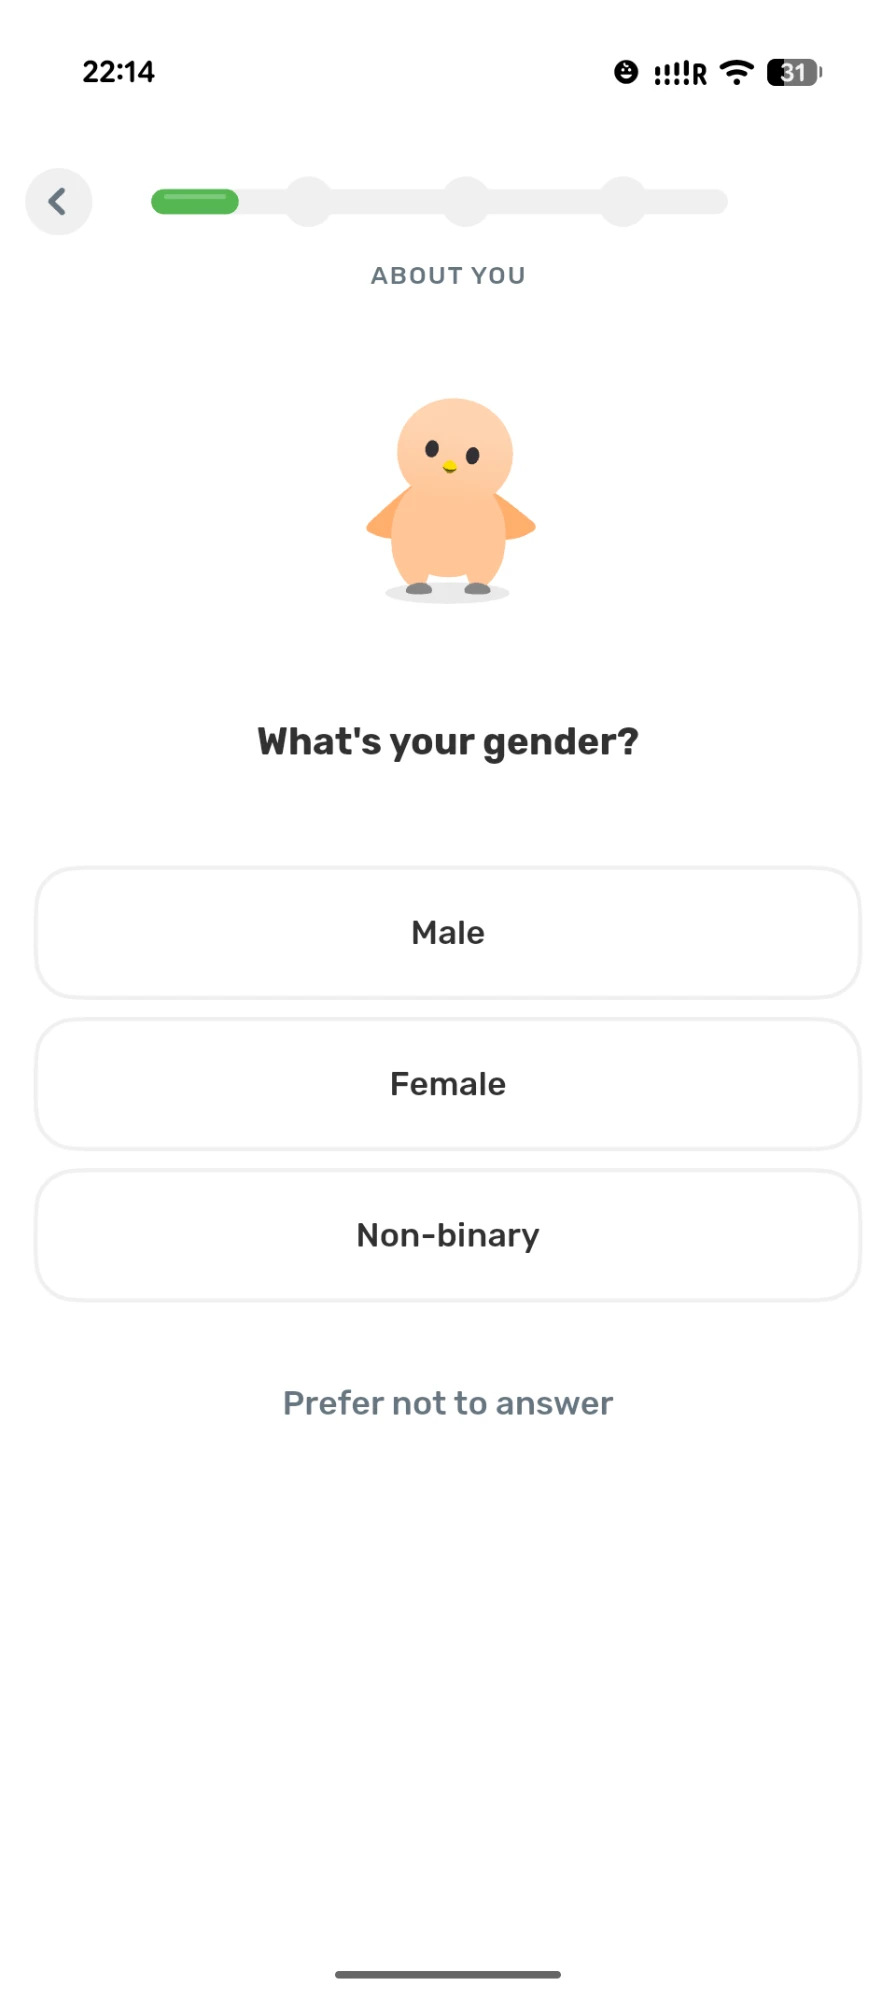 22:14
R
31
ABOUT YOU
What's your gender?
Male
Female
Non-binary
Prefer not to answer